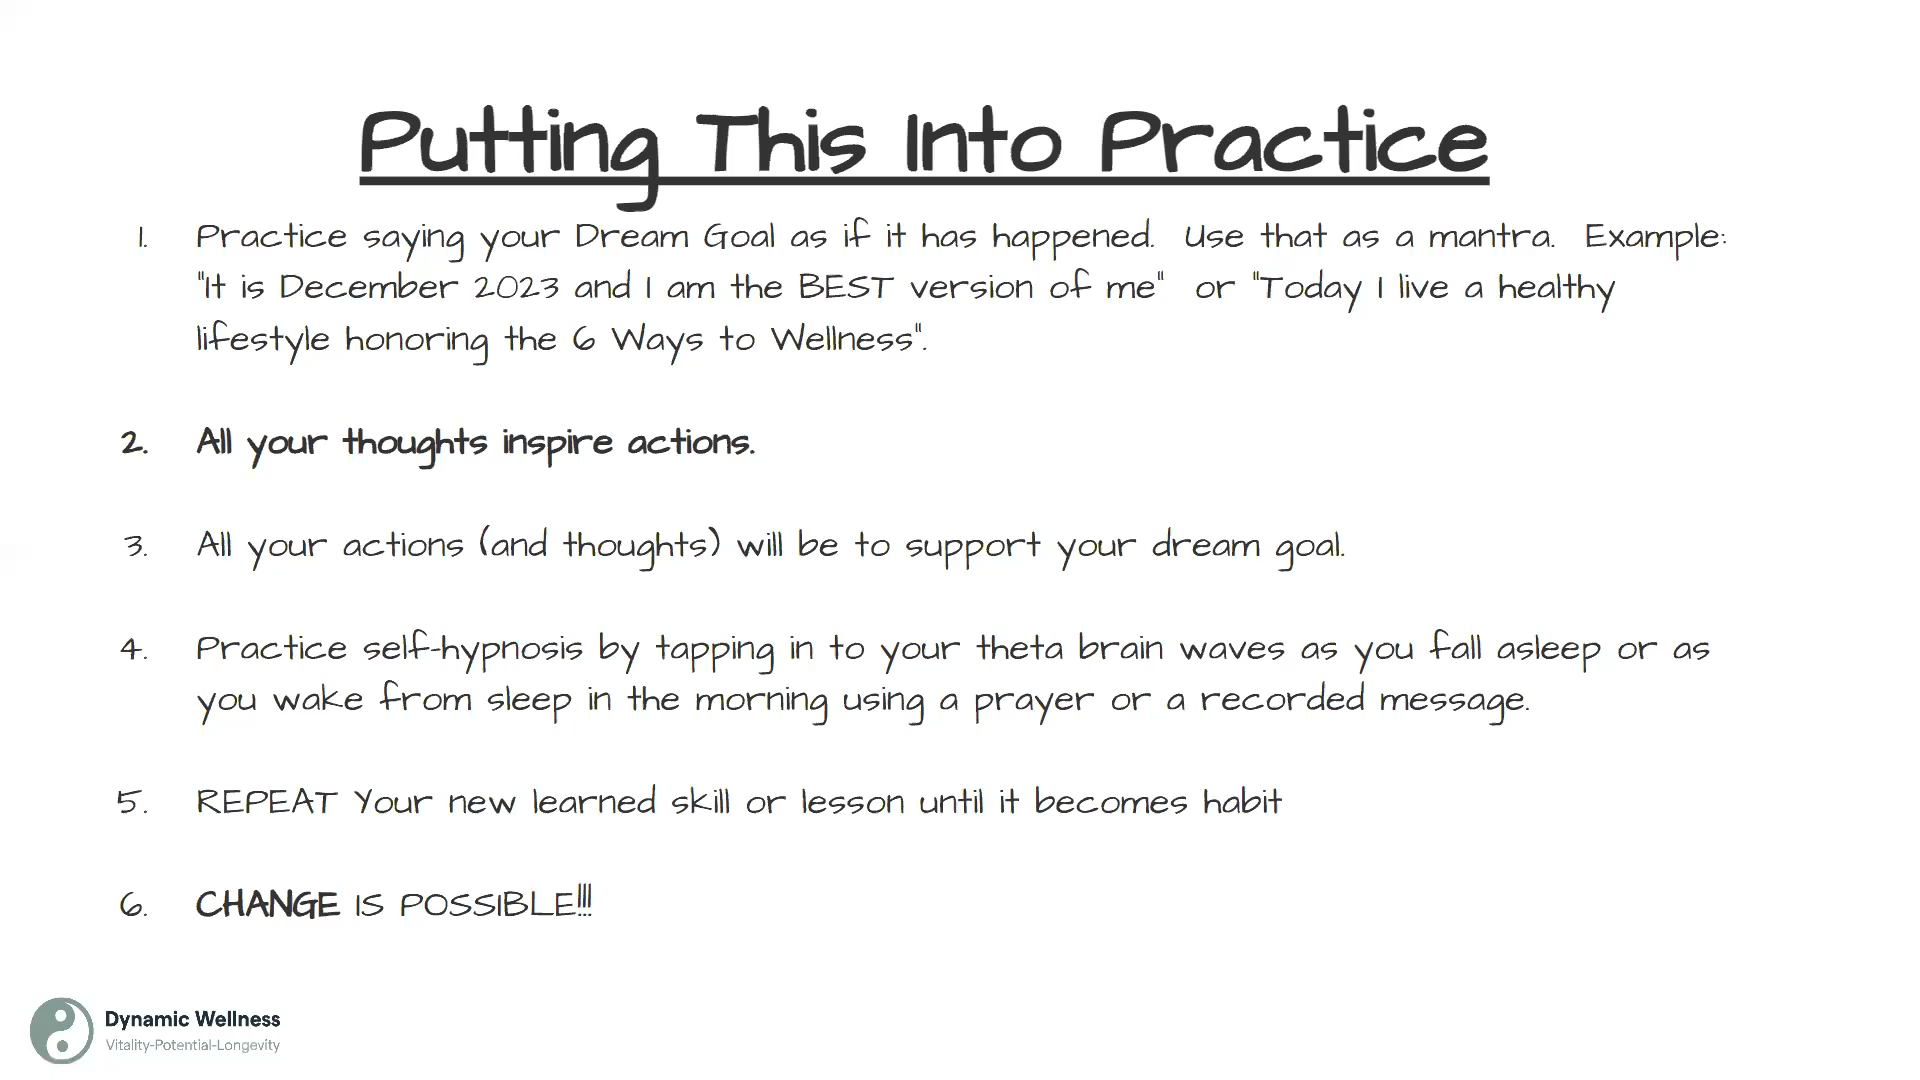 Putting This Into Practice
1. Practice saying your Dream Goal as if it has happened. Use that as a mantra. Example:
"It is December 2023 and I am the BEST version of me" or "Today I live a healthy
lifestyle honoring the 6 Ways to Wellness".
2. All your thoughts inspire actions.
3. All your actions (and thoughts) will be to support your dream goal.
4. Practice self-hypnosis by tapping in to your theta brain waves as you fall asleep or as
you wake from sleep in the morning using a prayer or a recorded message.
5. REPEAT Your new learned skill or lesson until it becomes habit
6. CHANGE IS POSSIBLE!!!
Dynamic Wellness
Vitality-Potential-Longevity